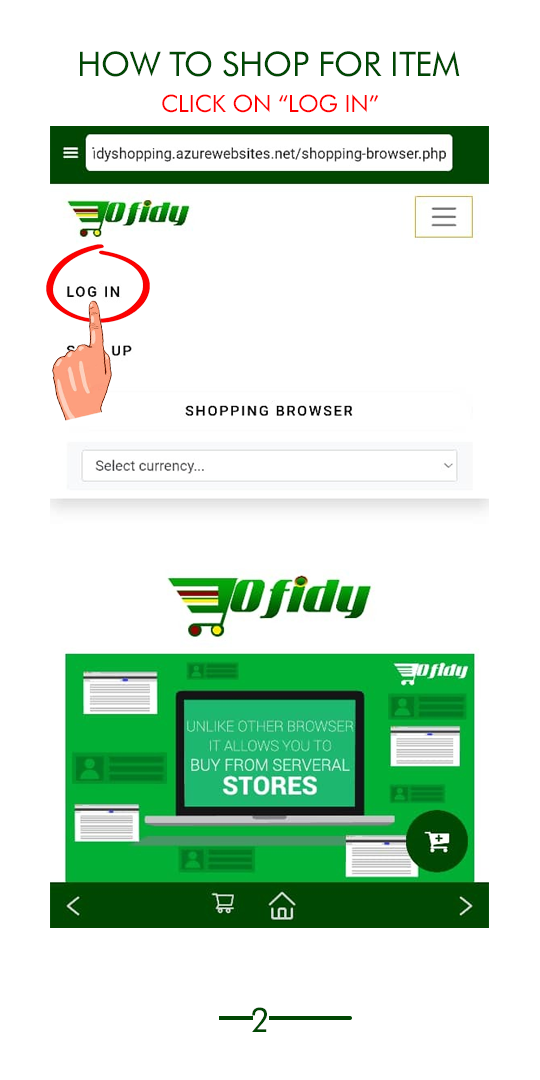 HOW TO SHOP FOR ITEM
CLICK ON “LOG IN”
idyshopping.azurewebsites.net/shopping-browser.php
Ofidy
LOG IN
UP
SHOPPING BROWSER
Select currency...
Ofidy
Ofidy
UNLIKE OTHER BROWSER
IT ALLOWS YOU TO
BUY FROM SERVERAL
STORES
2